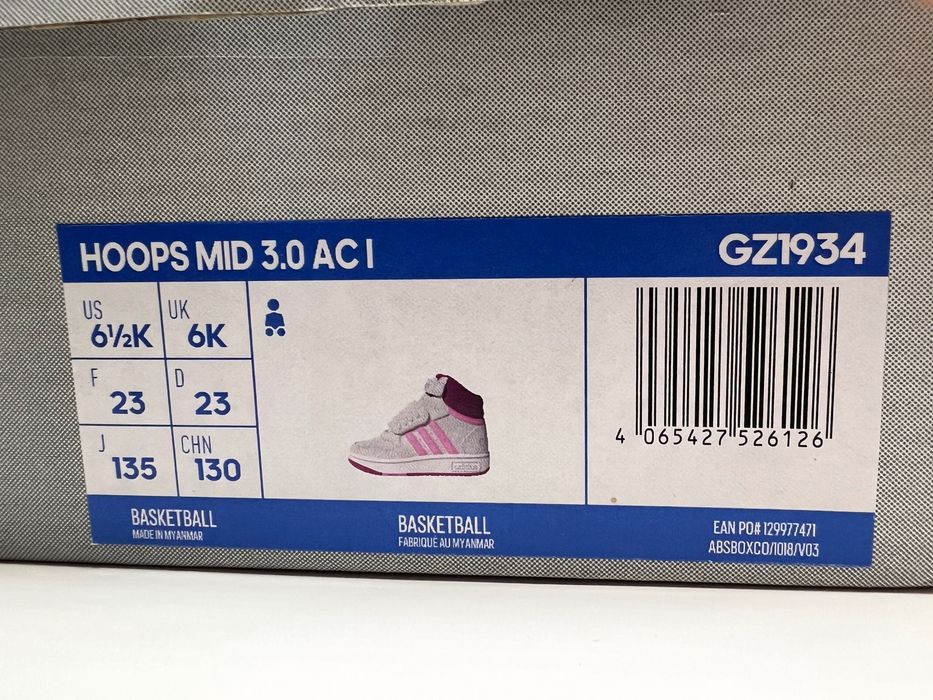 HOOPS MID 3.0 AC I
GZ1934
US
6½K
UK
6K
F
23
D
23
J
135
CHN
130
4 065427 526126
BASKETBALL
MADE IN MYANMAR
BASKETBALL
FABRIQUÉ AU MYANMAR
EAN PO# 129977471
ABSBOXCO/1018/V03
adidas